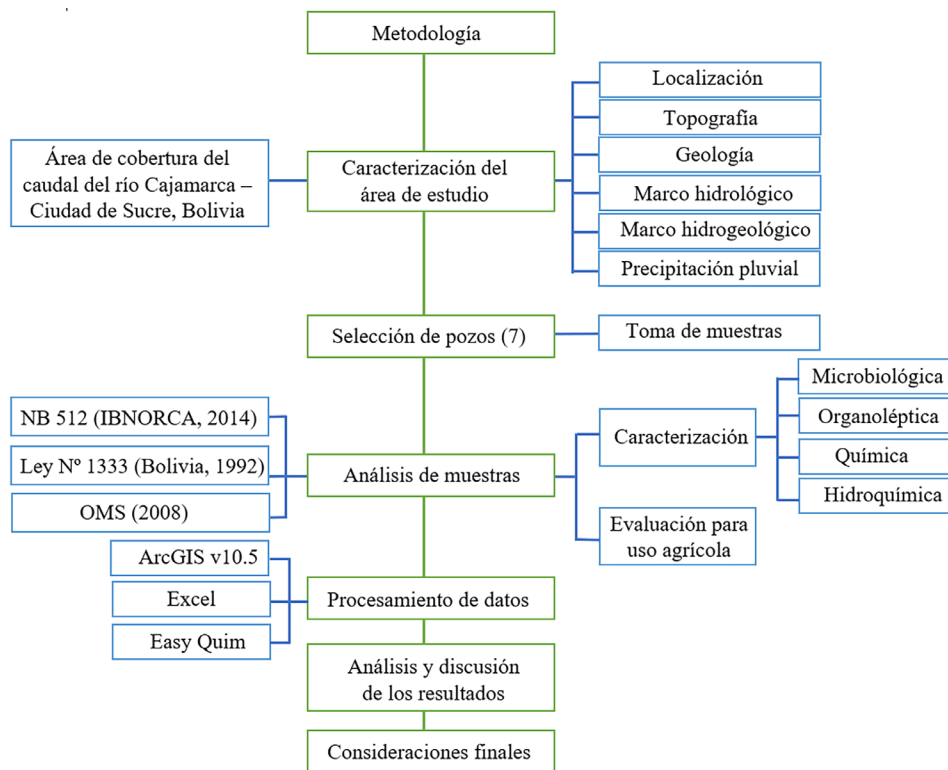 Metodología
Localización
Topografía
Geología
Marco hidrológico
Marco hidrogeológico
Precipitación pluvial
Área de cobertura del
caudal del río Cajamarca –
Ciudad de Sucre, Bolivia
Caracterización del
área de estudio
Selección de pozos (7)
Toma de muestras
NB 512 (IBNORCA, 2014)
Ley Nº 1333 (Bolivia, 1992)
OMS (2008)
Análisis de muestras
Caracterización
Microbiológica
Organoléptica
Química
Hidroquímica
Evaluación para
uso agrícola
ArcGIS v10.5
Excel
Easy Quim
Procesamiento de datos
Análisis y discusión
de los resultados
Consideraciones finales